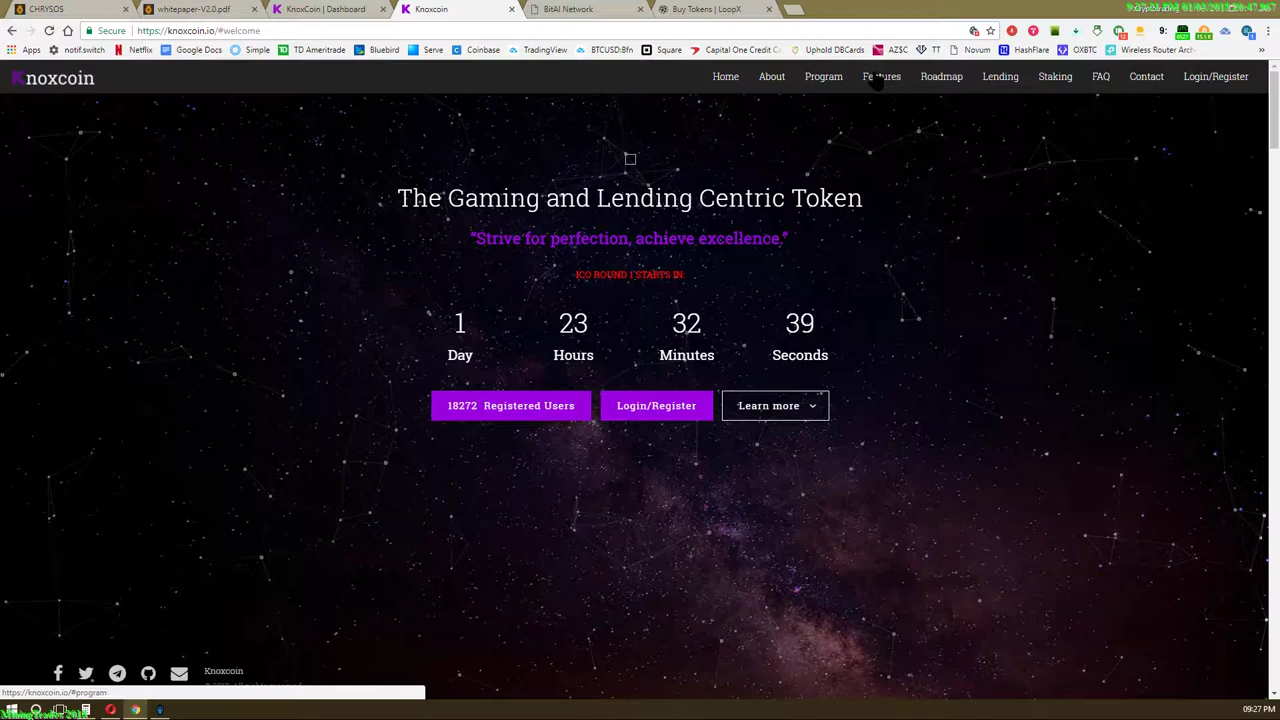 CHRYSOS
whitepaper-V2.0.pdf
KnoxCoin | Dashboard
Knoxcoin
BitAI Network
Buy Tokens | LoopX
Secure
https://knoxcoin.io/#welcome
Apps
notif.switch
Netflix
Google Docs
Simple
TD Ameritrade
Bluebird
Serve
Coinbase
TradingView
BTCUSD:Bfn
Square
Capital One Credit C
Uphold DBCards
AZSC
TT
Novum
HashFlare
OXBTC
Wireless Router Arch
Knoxcoin
Home
About
Program
Features
Roadmap
Lending
Staking
FAQ
Contact
Login/Register
The Gaming and Lending Centric Token
“Strive for perfection, achieve excellence.”
ICO ROUND 1 STARTS IN:
1
23
32
39
Day
Hours
Minutes
Seconds
18272 Registered Users
Login/Register
Learn more
Knoxcoin
https://knoxcoin.io/#program
09:27 PM